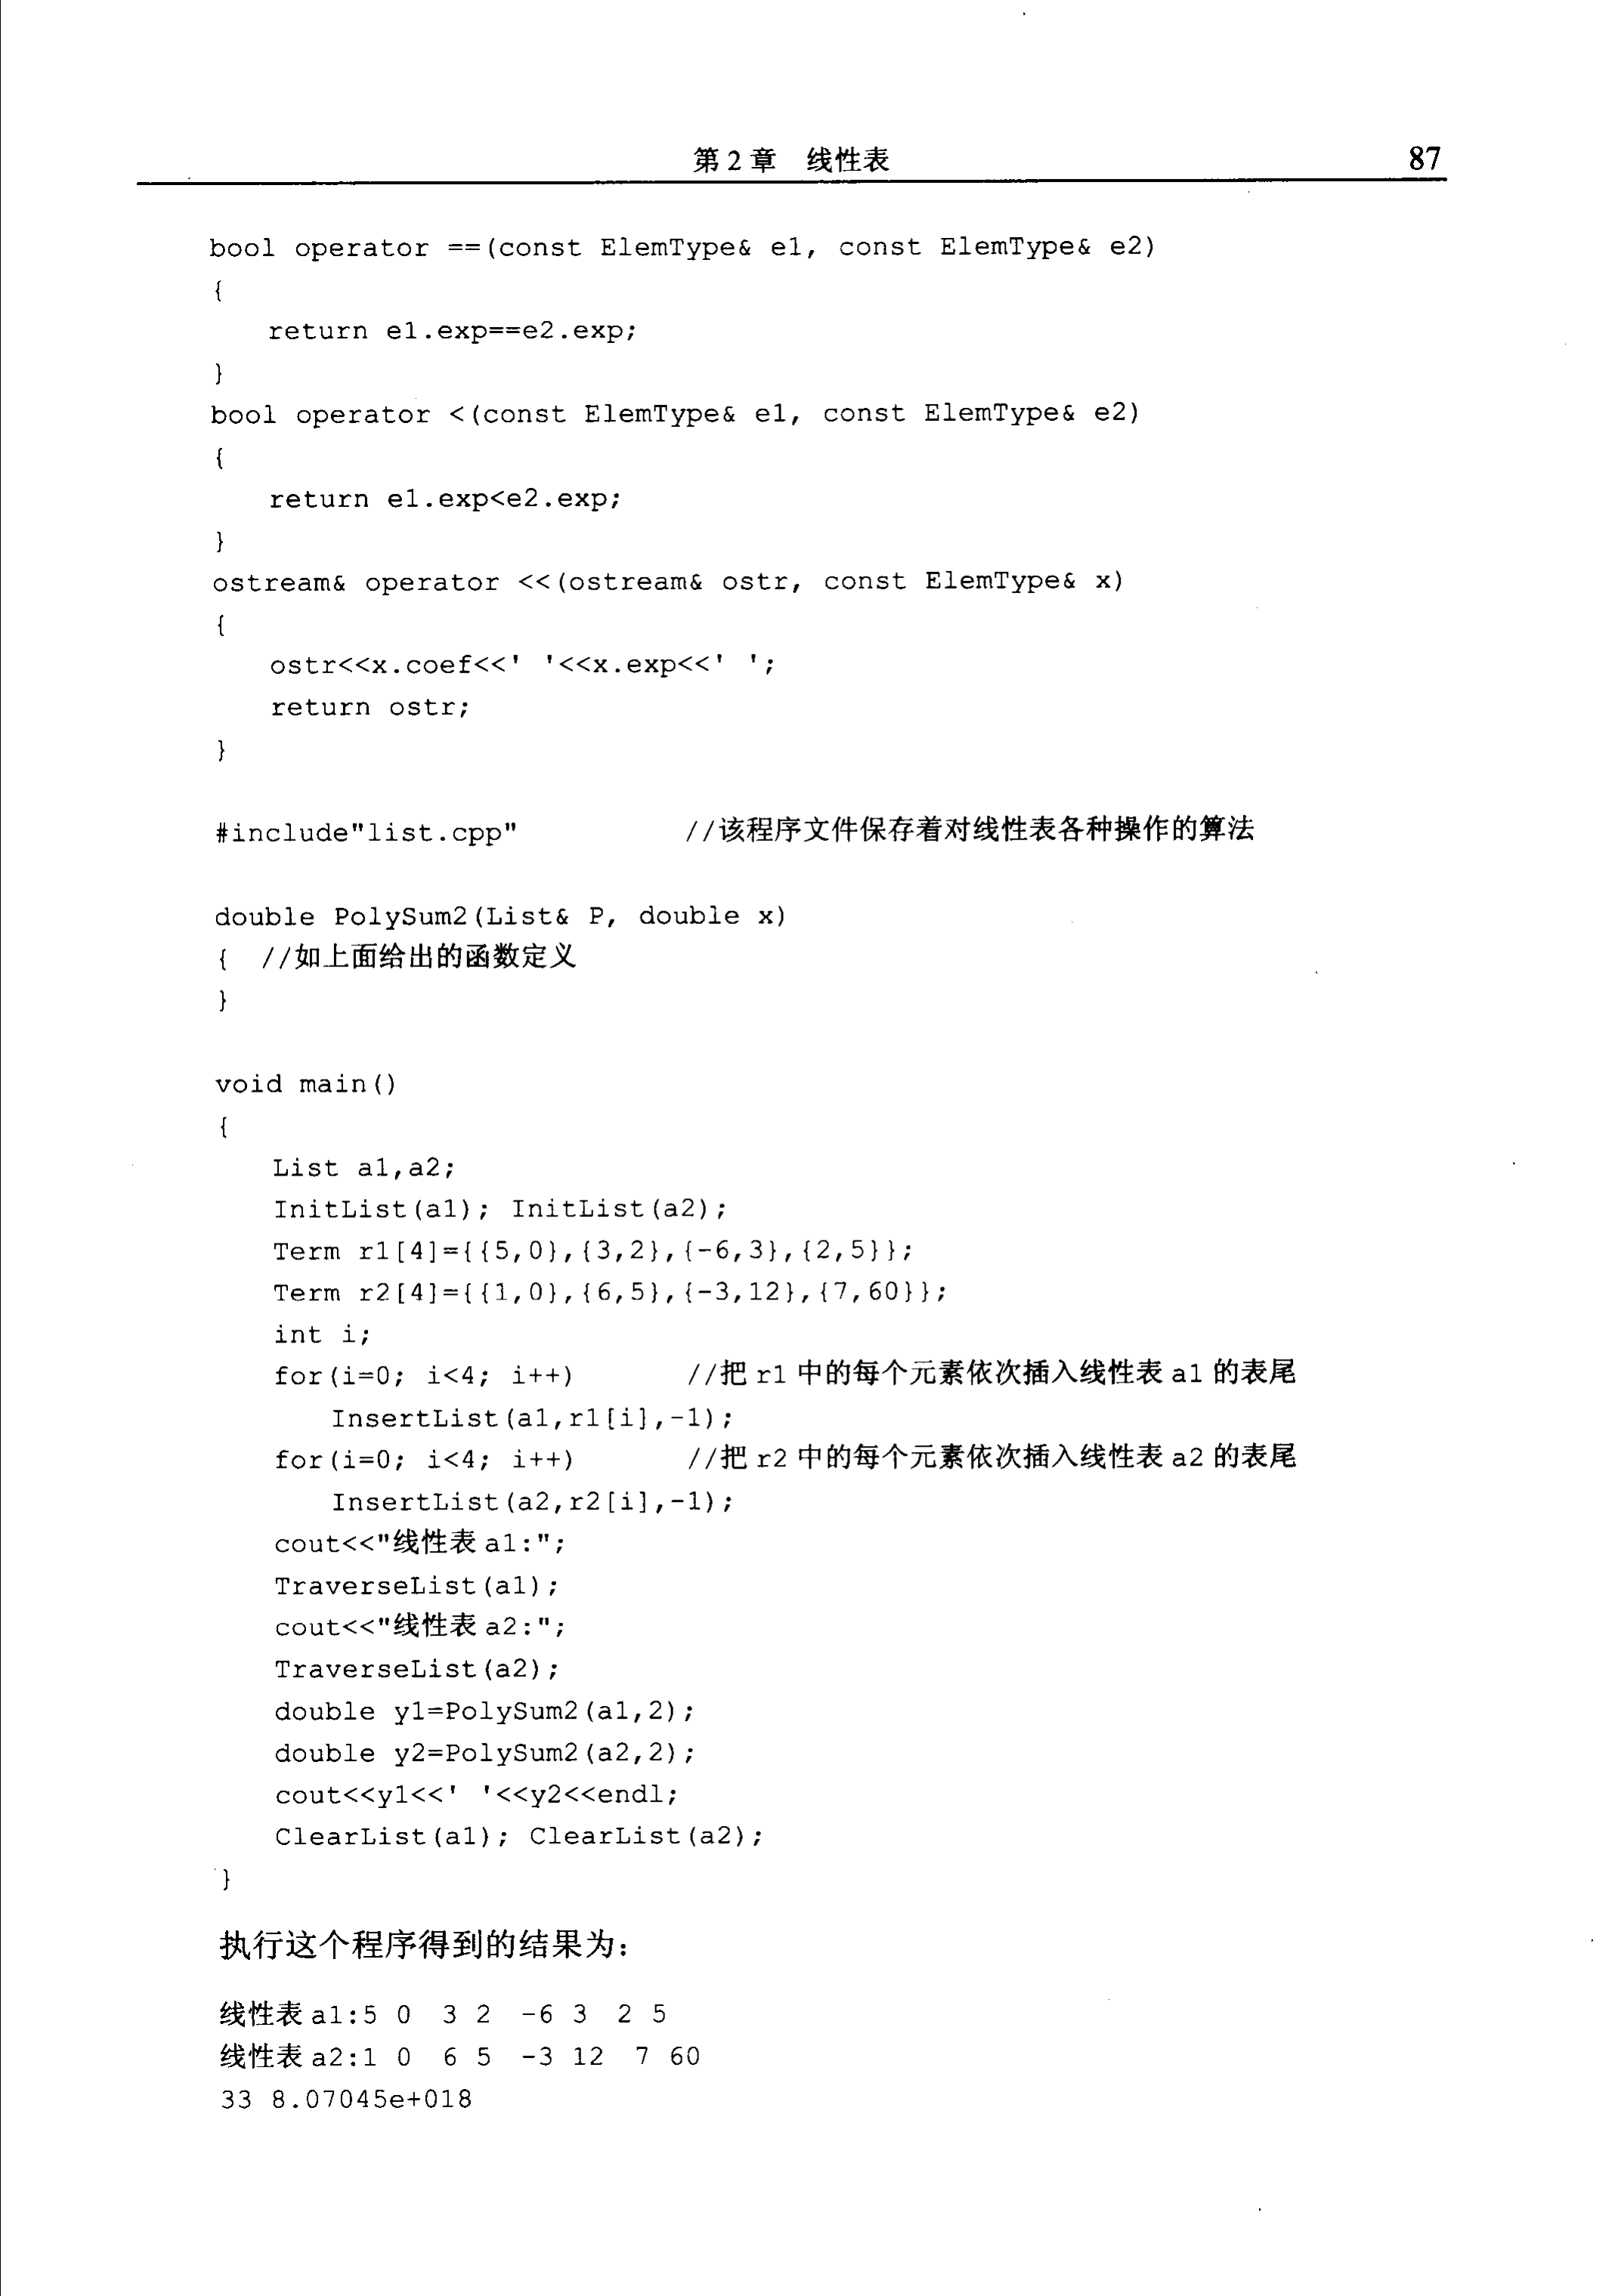 第 2 章　线性表　87
bool operator ==(const ElemType& e1, const ElemType& e2)
{
    return e1.exp==e2.exp;
}
bool operator <(const ElemType& e1, const ElemType& e2)
{
    return e1.exp<e2.exp;
}
ostream& operator <<(ostream& ostr, const ElemType& x)
{
    ostr<<x.coef<<' '<<x.exp<<' ';
    return ostr;
}
#include"list.cpp"    //该程序文件保存着对线性表各种操作的算法
double PolySum2(List& P, double x)
{  //如上面给出的函数定义
}
void main()
{
    List a1,a2;
    InitList(a1); InitList(a2);
    Term r1[4]={{5,0},{3,2},{-6,3},{2,5}};
    Term r2[4]={{1,0},{6,5},{-3,12},{7,60}};
    int i;
    for(i=0; i<4; i++)    //把 r1 中的每个元素依次插入线性表 a1 的表尾
        InsertList(a1,r1[i],-1);
    for(i=0; i<4; i++)    //把 r2 中的每个元素依次插入线性表 a2 的表尾
        InsertList(a2,r2[i],-1);
    cout<<"线性表 a1:";
    TraverseList(a1);
    cout<<"线性表 a2:";
    TraverseList(a2);
    double y1=PolySum2(a1,2);
    double y2=PolySum2(a2,2);
    cout<<y1<<' '<<y2<<endl;
    ClearList(a1); ClearList(a2);
}
执行这个程序得到的结果为：
线性表 a1:5 0  3 2  -6 3  2 5
线性表 a2:1 0  6 5  -3 12  7 60
33 8.07045e+018